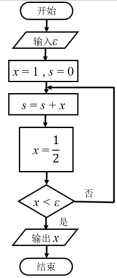 开始
输入ε
x = 1 , s = 0
s = s + x
x = 1/2
x < ε
否
是
输出 x
结束